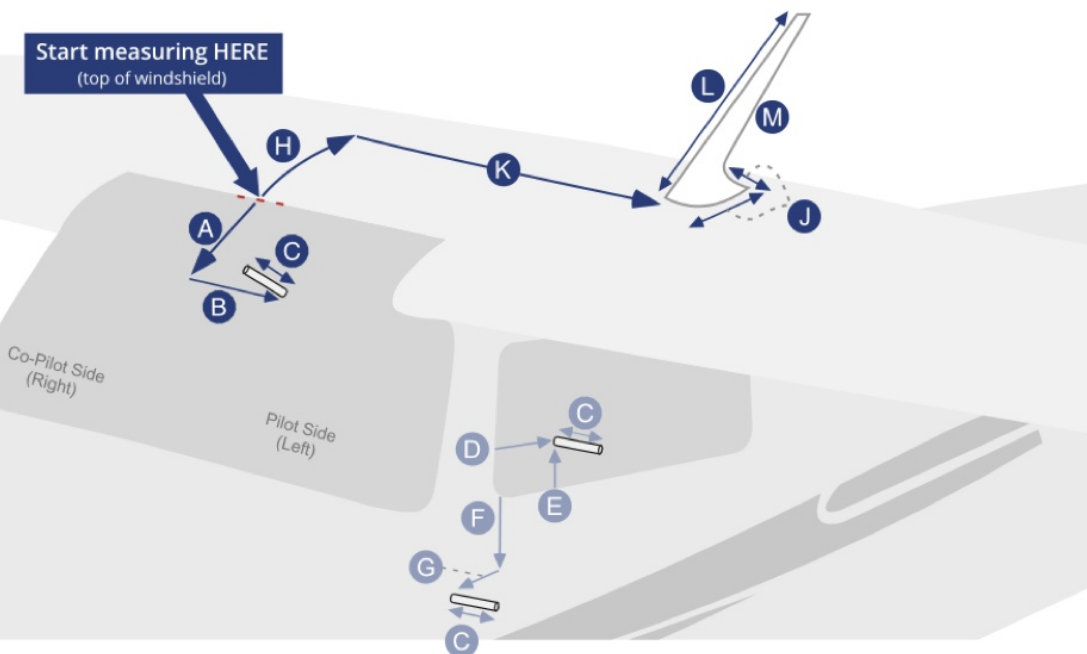 Start measuring HERE
(top of windshield)
L
M
H
K
A
J
C
B
Co-Pilot Side
(Right)
Pilot Side
(Left)
C
D
E
F
G
C